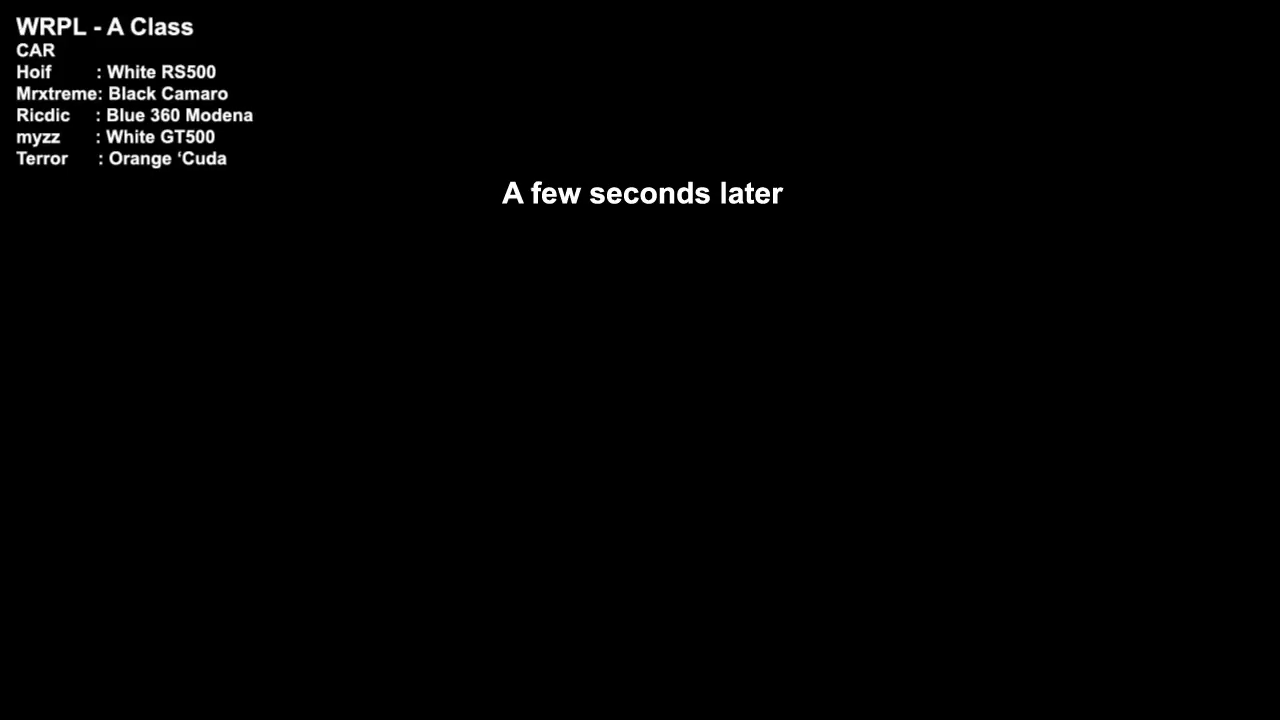 WRPL - A Class
CAR
Hoif : White RS500
Mrxtreme: Black Camaro
Ricdic : Blue 360 Modena
myzz : White GT500
Terror : Orange ‘Cuda
A few seconds later